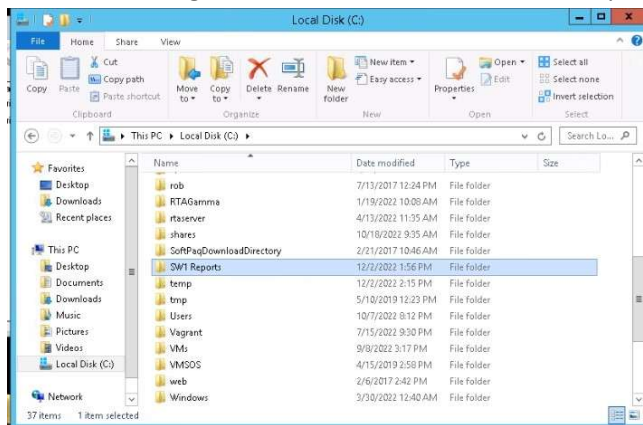 Local Disk (C:)
File Home Share View
Copy
Paste
Cut
Copy path
Paste shortcut
Move to
Copy to
Delete
Rename
New folder
New item
Easy access
Properties
Open
Edit
Select all
Select none
Invert selection
Clipboard Organize New Open Select
This PC Local Disk (C:) Search Lo...
Name Date modified Type Size
Favorites
Desktop
Downloads
Recent places
This PC
Desktop
Documents
Downloads
Music
Pictures
Videos
Local Disk (C:)
Network
rob 7/13/2017 12:24 PM File folder
RTAGamma 1/19/2022 10:08 AM File folder
rtaserver 4/13/2022 11:35 AM File folder
shares 10/18/2022 9:35 AM File folder
SoftPaqDownloadDirectory 2/21/2017 10:46 AM File folder
SW1 Reports 12/2/2022 1:56 PM File folder
temp 12/2/2022 2:15 PM File folder
tmp 5/10/2019 12:23 PM File folder
Users 10/7/2022 8:12 PM File folder
Vagrant 7/15/2022 9:30 PM File folder
VMs 9/8/2022 3:17 PM File folder
VMSOS 4/15/2019 2:58 PM File folder
web 2/6/2017 2:42 PM File folder
Windows 3/30/2022 12:40 AM File folder
37 items 1 item selected